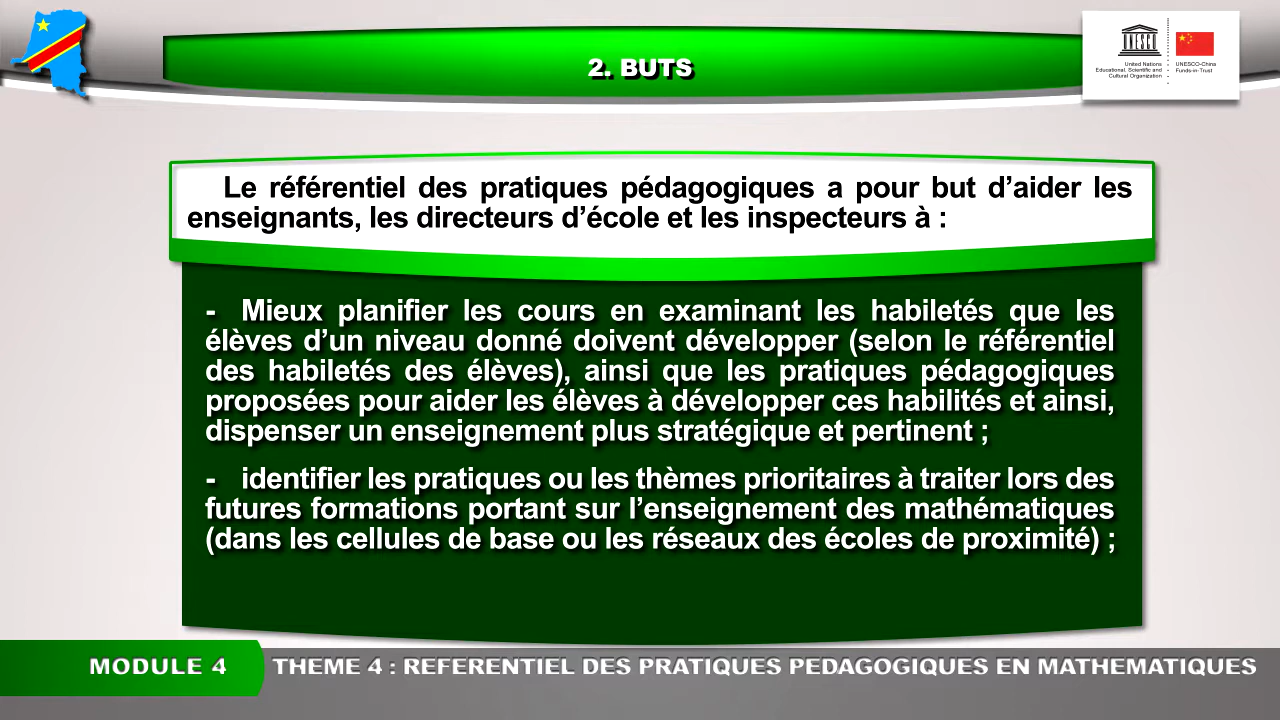 2. BUTS
UNESCO
United Nations
Educational, Scientific and
Cultural Organization
UNESCO-China
Funds-in-Trust
Le référentiel des pratiques pédagogiques a pour but d’aider les
enseignants, les directeurs d’école et les inspecteurs à :
- Mieux planifier les cours en examinant les habiletés que les
élèves d’un niveau donné doivent développer (selon le référentiel
des habiletés des élèves), ainsi que les pratiques pédagogiques
proposées pour aider les élèves à développer ces habilités et ainsi,
dispenser un enseignement plus stratégique et pertinent ;
- identifier les pratiques ou les thèmes prioritaires à traiter lors des
futures formations portant sur l’enseignement des mathématiques
(dans les cellules de base ou les réseaux des écoles de proximité) ;
MODULE 4
THEME 4 : REFERENTIEL DES PRATIQUES PEDAGOGIQUES EN MATHEMATIQUES